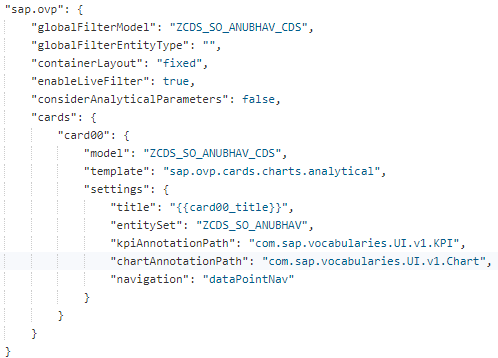 "sap.ovp": {
    "globalFilterModel": "ZCDS_SO_ANUBHAV_CDS",
    "globalFilterEntityType": "",
    "containerLayout": "fixed",
    "enableLiveFilter": true,
    "considerAnalyticalParameters": false,
    "cards": {
        "card00": {
            "model": "ZCDS_SO_ANUBHAV_CDS",
            "template": "sap.ovp.cards.charts.analytical",
            "settings": {
                "title": "{{card00_title}}",
                "entitySet": "ZCDS_SO_ANUBHAV",
                "kpiAnnotationPath": "com.sap.vocabularies.UI.v1.KPI",
                "chartAnnotationPath": "com.sap.vocabularies.UI.v1.Chart",
                "navigation": "dataPointNav"
            }
        }
    }
}